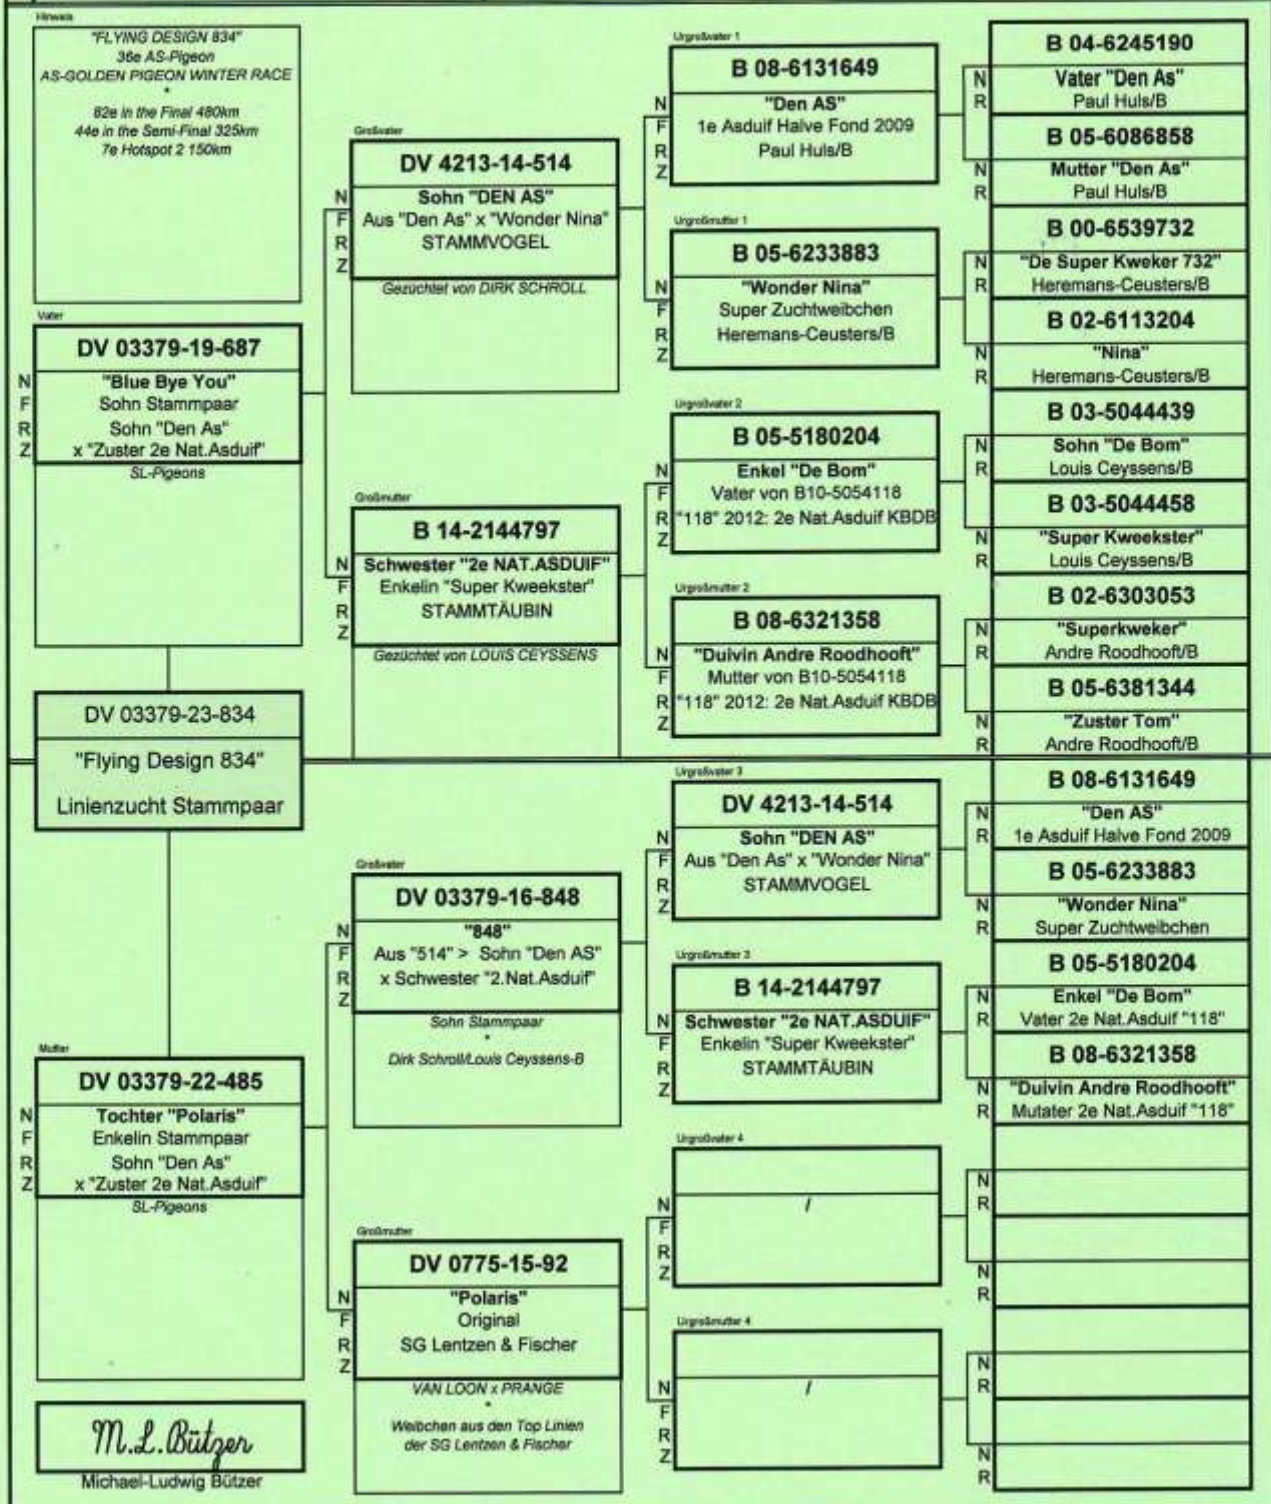 Hinweis
"FLYING DESIGN 834"
36e AS-Pigeon
AS-GOLDEN PIGEON WINTER RACE
*
82e in the Final 480km
44e in the Semi-Final 325km
7e Hotspot 2 150km
Vater
DV 03379-19-687
N "Blue Bye You"
F Sohn Stammpaar
R Sohn "Den As"
Z x "Zuster 2e Nat.Asduif"
SL-Pigeons
DV 03379-23-834
"Flying Design 834"
Linienzucht Stammpaar
Mutter
DV 03379-22-485
N Tochter "Polaris"
F Enkelin Stammpaar
R Sohn "Den As"
Z x "Zuster 2e Nat.Asduif"
SL-Pigeons
M.L.Bützer
Michael-Ludwig Bützer
Großvater
DV 4213-14-514
N Sohn "DEN AS"
F Aus "Den As" x "Wonder Nina"
R STAMMVOGEL
Z
Gezüchtet von DIRK SCHROLL
Großmutter
B 14-2144797
N Schwester "2e NAT.ASDUIF"
F Enkelin "Super Kweekster"
R STAMMTÄUBIN
Z
Gezüchtet von LOUIS CEYSSENS
Großvater
DV 03379-16-848
N "848"
F Aus "514" > Sohn "Den AS"
R x Schwester "2.Nat.Asduif"
Z
Sohn Stammpaar
*
Dirk Schroll/Louis Ceyssens-B
Großmutter
DV 0775-15-92
N "Polaris"
F Original
R SG Lentzen & Fischer
Z
VAN LOON x PRANGE
*
Weibchen aus den Top Linien
der SG Lentzen & Fischer
Urgroßvater 1
B 08-6131649
N "Den AS"
F 1e Asduif Halve Fond 2009
R Paul Huls/B
Z
Urgroßmutter 1
B 05-6233883
N "Wonder Nina"
F Super Zuchtweibchen
R Heremans-Ceusters/B
Z
Urgroßvater 2
B 05-5180204
N Enkel "De Bom"
F Vater von B10-5054118
R "118" 2012: 2e Nat.Asduif KBDB
Z
Urgroßmutter 2
B 08-6321358
N "Duivin Andre Roodhooft"
F Mutter von B10-5054118
R "118" 2012: 2e Nat.Asduif KBDB
Z
Urgroßvater 3
DV 4213-14-514
N Sohn "DEN AS"
F Aus "Den As" x "Wonder Nina"
R STAMMVOGEL
Z
Urgroßmutter 3
B 14-2144797
N Schwester "2e NAT.ASDUIF"
F Enkelin "Super Kweekster"
R STAMMTÄUBIN
Z
Urgroßvater 4
N /
F
R
Z
Urgroßmutter 4
N /
F
R
Z
B 04-6245190
N Vater "Den As"
R Paul Huls/B
B 05-6086858
N Mutter "Den As"
R Paul Huls/B
B 00-6539732
N "De Super Kweker 732"
R Heremans-Ceusters/B
B 02-6113204
N "Nina"
R Heremans-Ceusters/B
B 03-5044439
N Sohn "De Bom"
R Louis Ceyssens/B
B 03-5044458
N "Super Kweekster"
R Louis Ceyssens/B
B 02-6303053
N "Superkweker"
R Andre Roodhooft/B
B 05-6381344
N "Zuster Tom"
R Andre Roodhooft/B
B 08-6131649
N "Den AS"
R 1e Asduif Halve Fond 2009
B 05-6233883
N "Wonder Nina"
R Super Zuchtweibchen
B 05-5180204
N Enkel "De Bom"
R Vater 2e Nat.Asduif "118"
B 08-6321358
N "Duivin Andre Roodhooft"
R Mutater 2e Nat.Asduif "118"
N
R
N
R
N
R
N
R